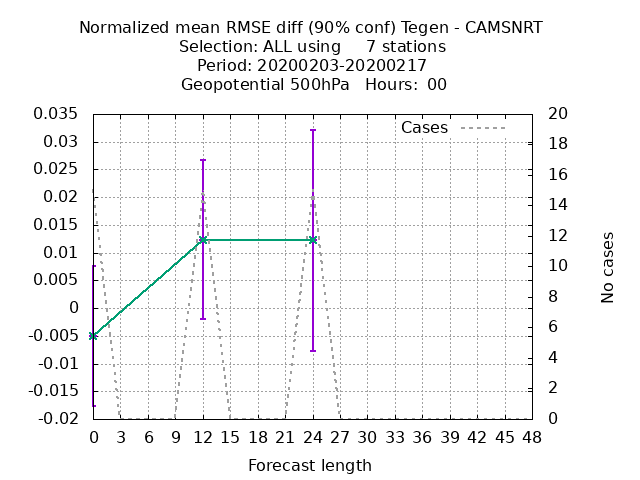 Normalized mean RMSE diff (90% conf) Tegen - CAMSNRT
Selection: ALL using     7 stations
Period: 20200203-20200217
Geopotential 500hPa   Hours:  00
Cases
0.035
0.03
0.025
0.02
0.015
0.01
0.005
0
-0.005
-0.01
-0.015
-0.02
20
18
16
14
12
10
8
6
4
2
0
No cases
0 3 6 9 12 15 18 21 24 27 30 33 36 39 42 45 48
Forecast length